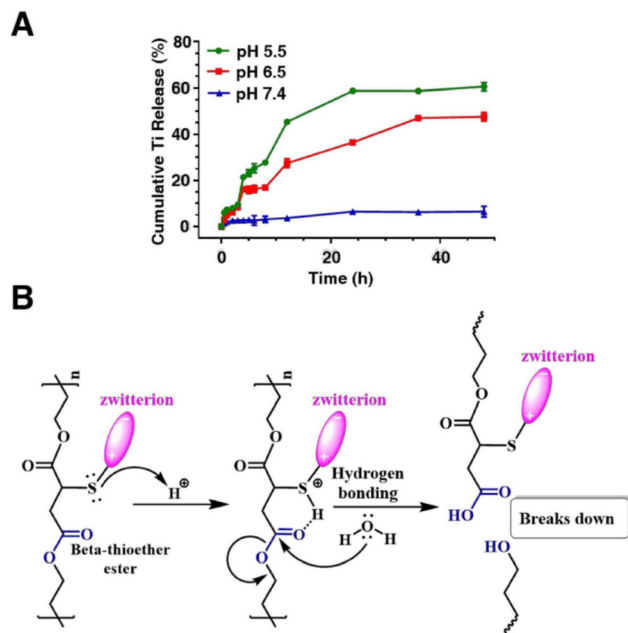 A
Cumulative Ti Release (%)
80
60
40
20
0
pH 5.5
pH 6.5
pH 7.4
0 20 40
Time (h)
B
n
zwitterion
O
O
S
H
O
O
Beta-thioether
ester
n
zwitterion
O
O
S
H
O
O
Hydrogen
bonding
H O H
zwitterion
O
O
S
O
HO
Breaks down
HO